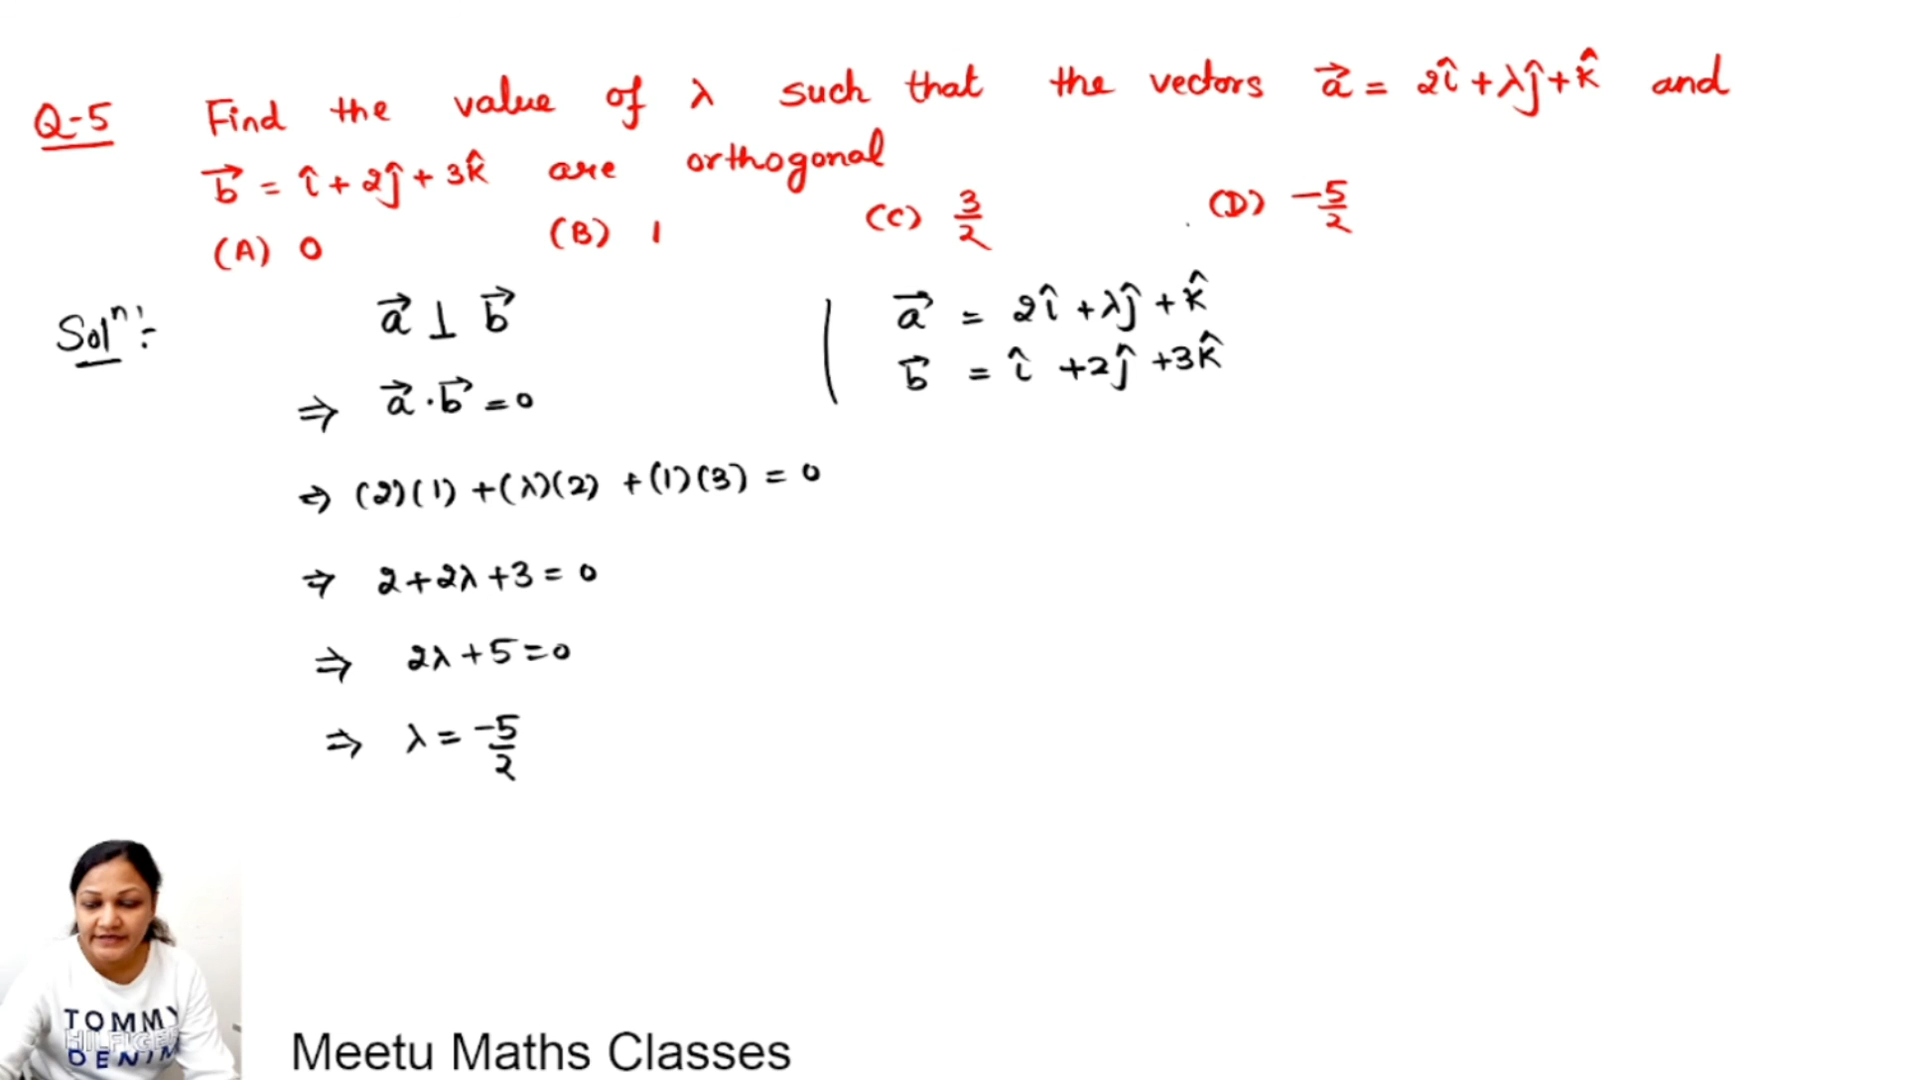 Q-5 Find the value of λ such that the vectors a⃗ = 2î + λĵ + k̂ and
b⃗ = î + 2ĵ + 3k̂ are orthogonal
(A) 0 (B) 1 (C) 3/2 (D) -5/2
Solⁿ:- a⃗ ⊥ b⃗
a⃗ = 2î + λĵ + k̂
b⃗ = î + 2ĵ + 3k̂
⇒ a⃗ · b⃗ = 0
⇒ (2)(1) + (λ)(2) + (1)(3) = 0
⇒ 2 + 2λ + 3 = 0
⇒ 2λ + 5 = 0
⇒ λ = -5/2
TOMMY
HILFIGER
DENIM
Meetu Maths Classes